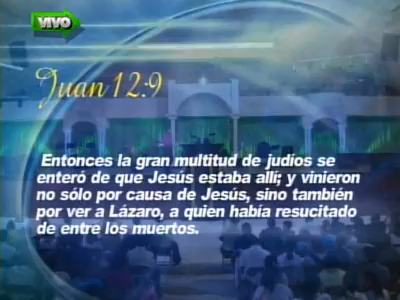 VIVO
Juan 12:9
Entonces la gran multitud de judíos se
enteró de que Jesús estaba allí; y vinieron
no sólo por causa de Jesús, sino también
por ver a Lázaro, a quien había resucitado
de entre los muertos.